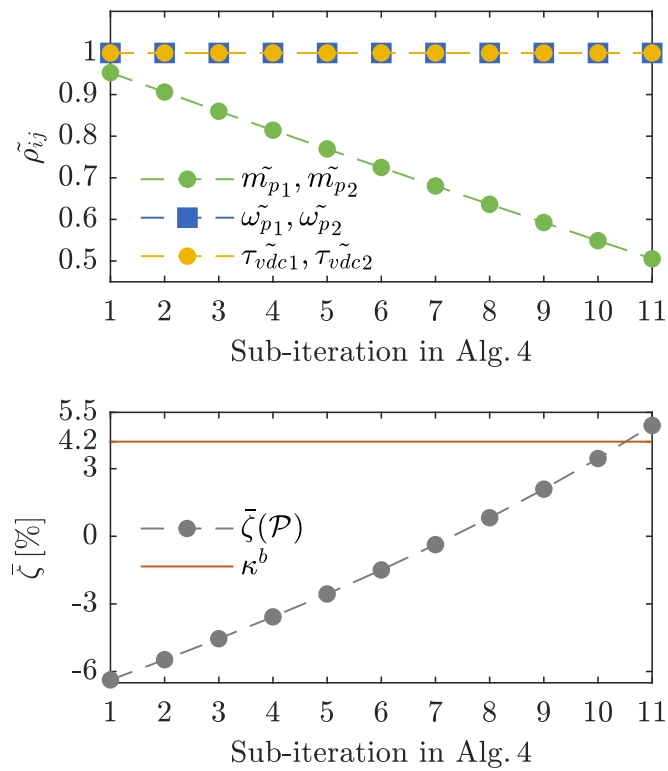 1
0.9
0.8
0.7
0.6
0.5
ρ̃ᵢⱼ
m̃ₚ₁, m̃ₚ₂
ω̃ₚ₁, ω̃ₚ₂
τ̃_vdc1, τ̃_vdc2
1 2 3 4 5 6 7 8 9 10 11
Sub-iteration in Alg. 4
5.5
4.2
3
0
-3
-6
ζ̄ [%]
ζ̄(𝒫)
κᵇ
1 2 3 4 5 6 7 8 9 10 11
Sub-iteration in Alg. 4